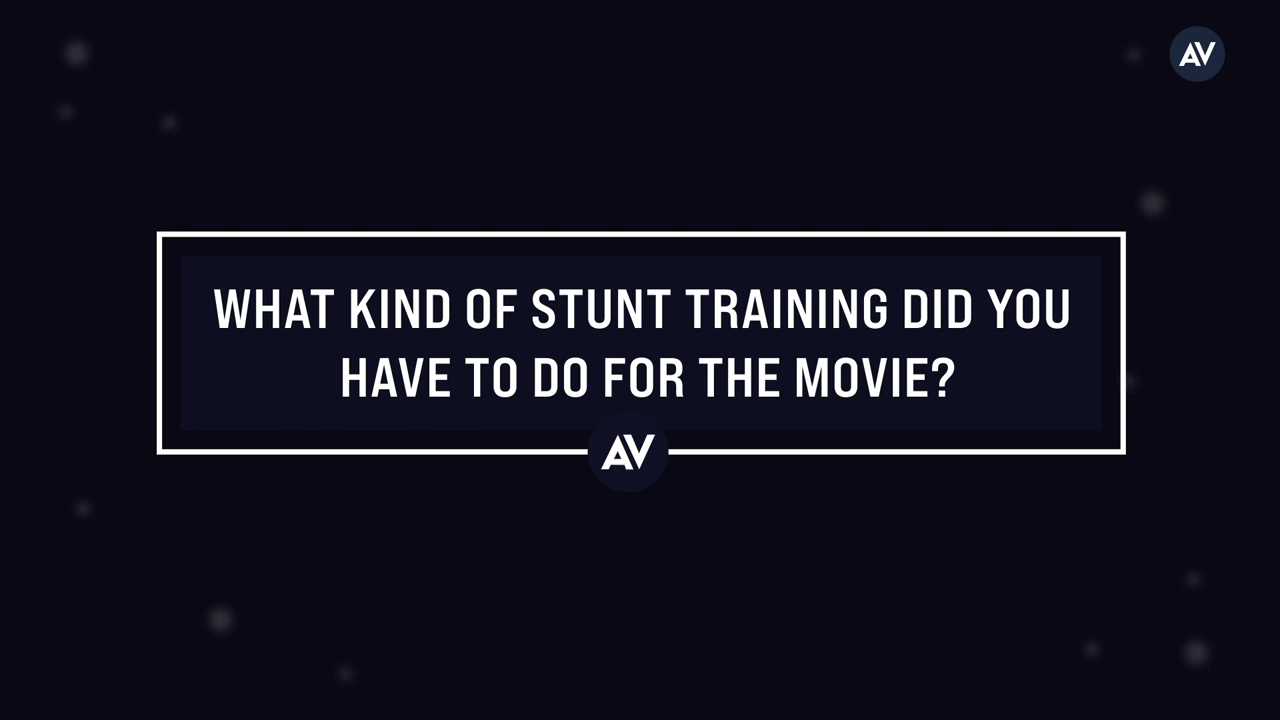 AV
WHAT KIND OF STUNT TRAINING DID YOU
HAVE TO DO FOR THE MOVIE?
AV